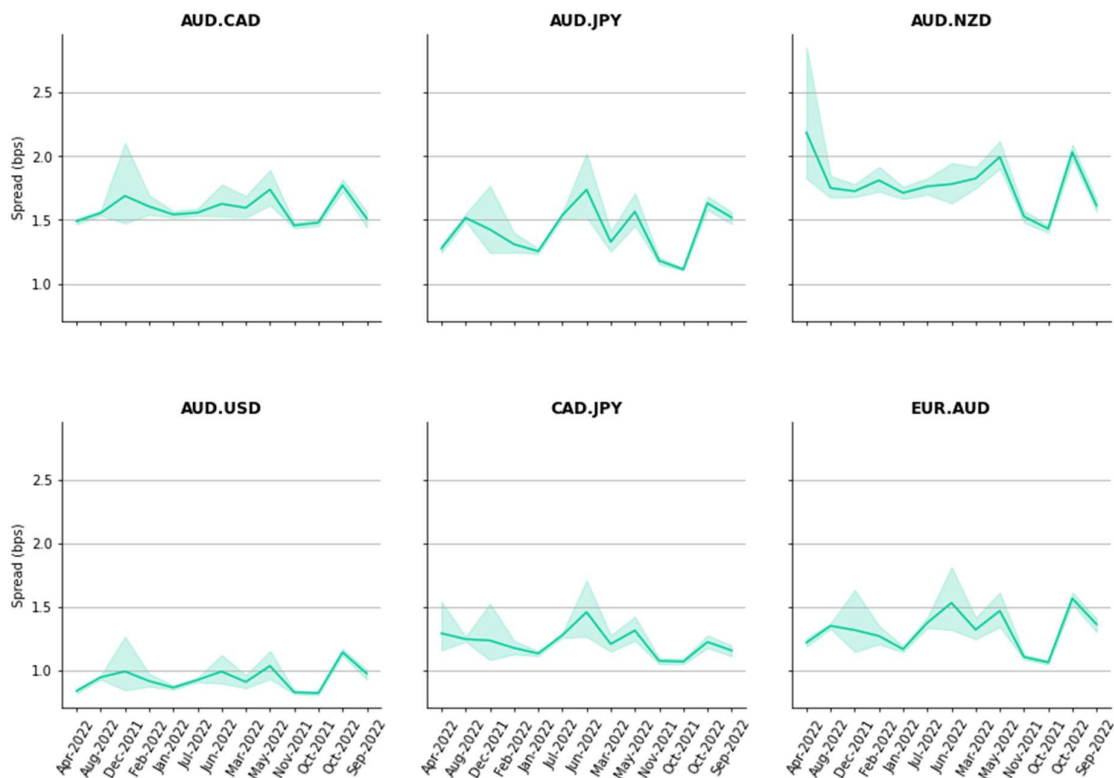 AUD.CAD AUD.JPY AUD.NZD
Spread (bps)
2.5
2.0
1.5
1.0
AUD.USD CAD.JPY EUR.AUD
Spread (bps)
2.5
2.0
1.5
1.0
Apr-2022 Aug-2022 Dec-2021 Feb-2022 Jan-2022 Jul-2022 Jun-2022 Mar-2022 May-2022 Nov-2021 Oct-2021 Oct-2022 Sep-2022 Apr-2022 Aug-2022 Dec-2021 Feb-2022 Jan-2022 Jul-2022 Jun-2022 Mar-2022 May-2022 Nov-2021 Oct-2021 Oct-2022 Sep-2022 Apr-2022 Aug-2022 Dec-2021 Feb-2022 Jan-2022 Jul-2022 Jun-2022 Mar-2022 May-2022 Nov-2021 Oct-2021 Oct-2022 Sep-2022